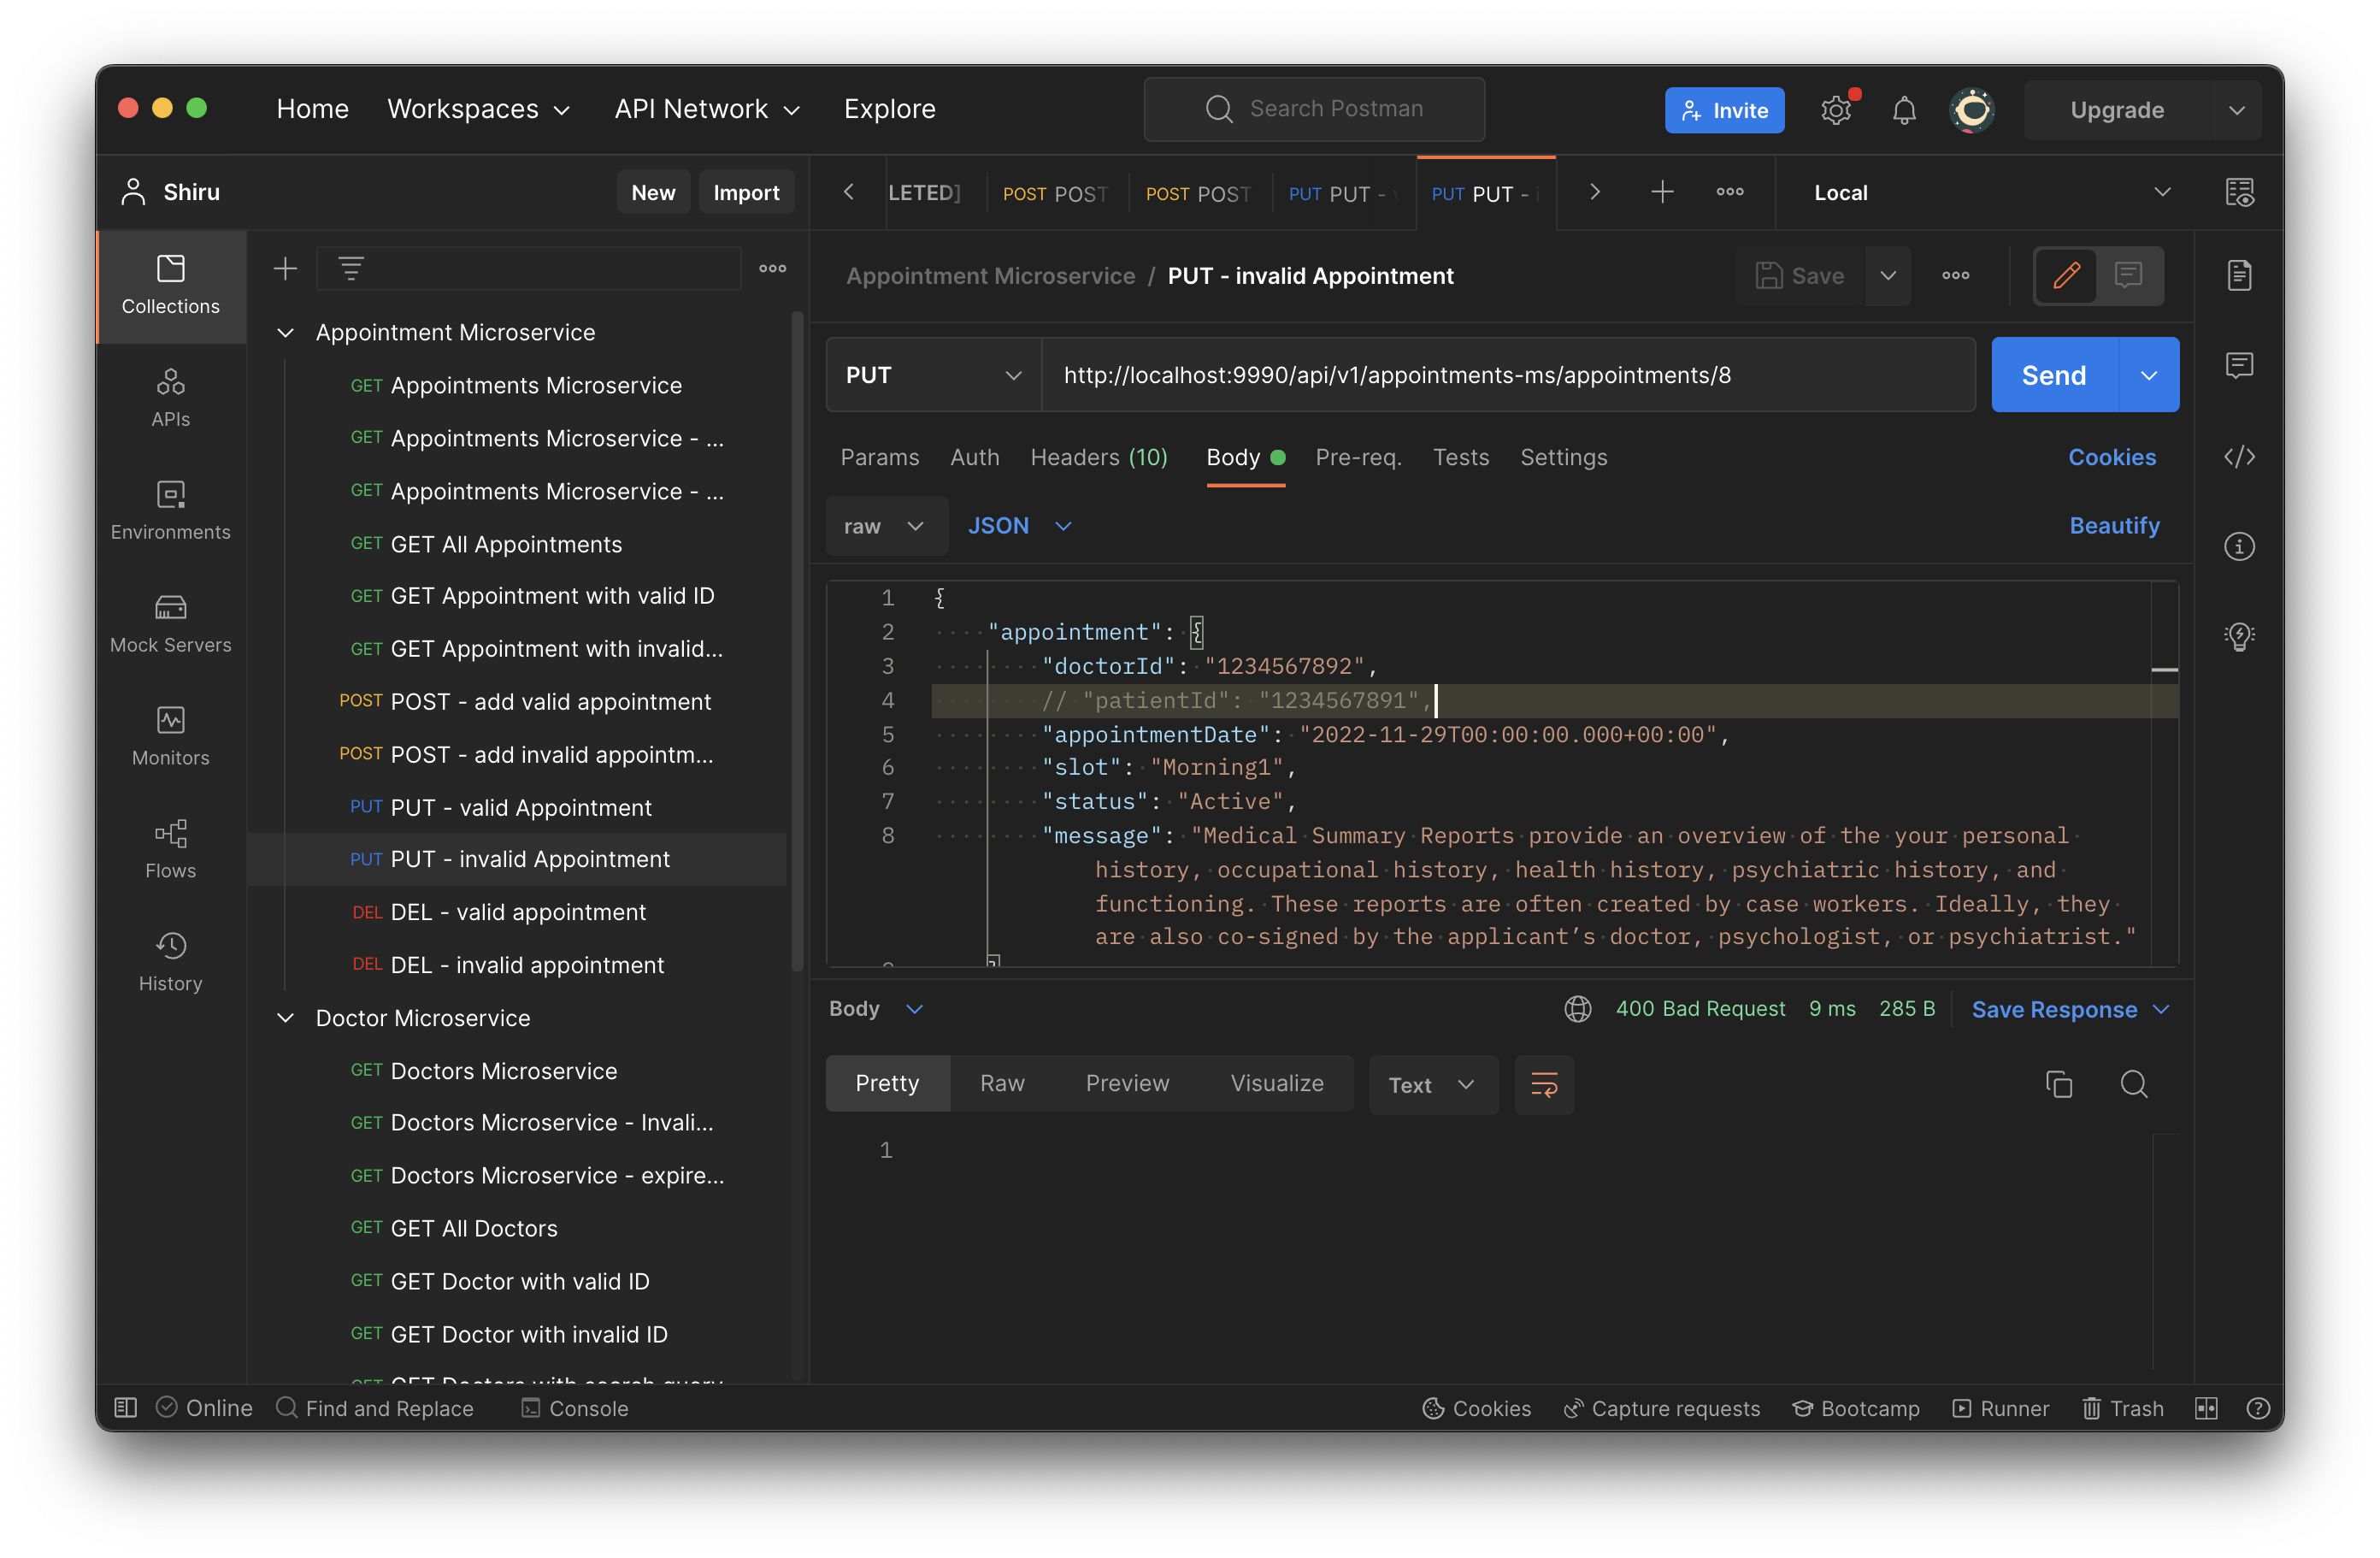 Home Workspaces API Network Explore Search Postman Invite Upgrade
Shiru New Import
LETED] POST POST POST POST PUT PUT - PUT PUT - Local
Collections
APIs
Environments
Mock Servers
Monitors
Flows
History
Appointment Microservice
GET Appointments Microservice
GET Appointments Microservice - ...
GET Appointments Microservice - ...
GET GET All Appointments
GET GET Appointment with valid ID
GET GET Appointment with invalid...
POST POST - add valid appointment
POST POST - add invalid appointm...
PUT PUT - valid Appointment
PUT PUT - invalid Appointment
DEL DEL - valid appointment
DEL DEL - invalid appointment
Doctor Microservice
GET Doctors Microservice
GET Doctors Microservice - Invali...
GET Doctors Microservice - expire...
GET GET All Doctors
GET GET Doctor with valid ID
GET GET Doctor with invalid ID
GET GET Doctors with search query
Appointment Microservice / PUT - invalid Appointment Save
PUT http://localhost:9990/api/v1/appointments-ms/appointments/8 Send
Params Auth Headers (10) Body Pre-req. Tests Settings Cookies
raw JSON Beautify
1 {
2 "appointment": {
3 "doctorId": "1234567892",
4 // "patientId": "1234567891",
5 "appointmentDate": "2022-11-29T00:00:00.000+00:00",
6 "slot": "Morning1",
7 "status": "Active",
8 "message": "Medical Summary Reports provide an overview of the your personal
history, occupational history, health history, psychiatric history, and
functioning. These reports are often created by case workers. Ideally, they
are also co-signed by the applicant’s doctor, psychologist, or psychiatrist."
9 }
Body 400 Bad Request 9 ms 285 B Save Response
Pretty Raw Preview Visualize Text
1
Online Find and Replace Console Cookies Capture requests Bootcamp Runner Trash